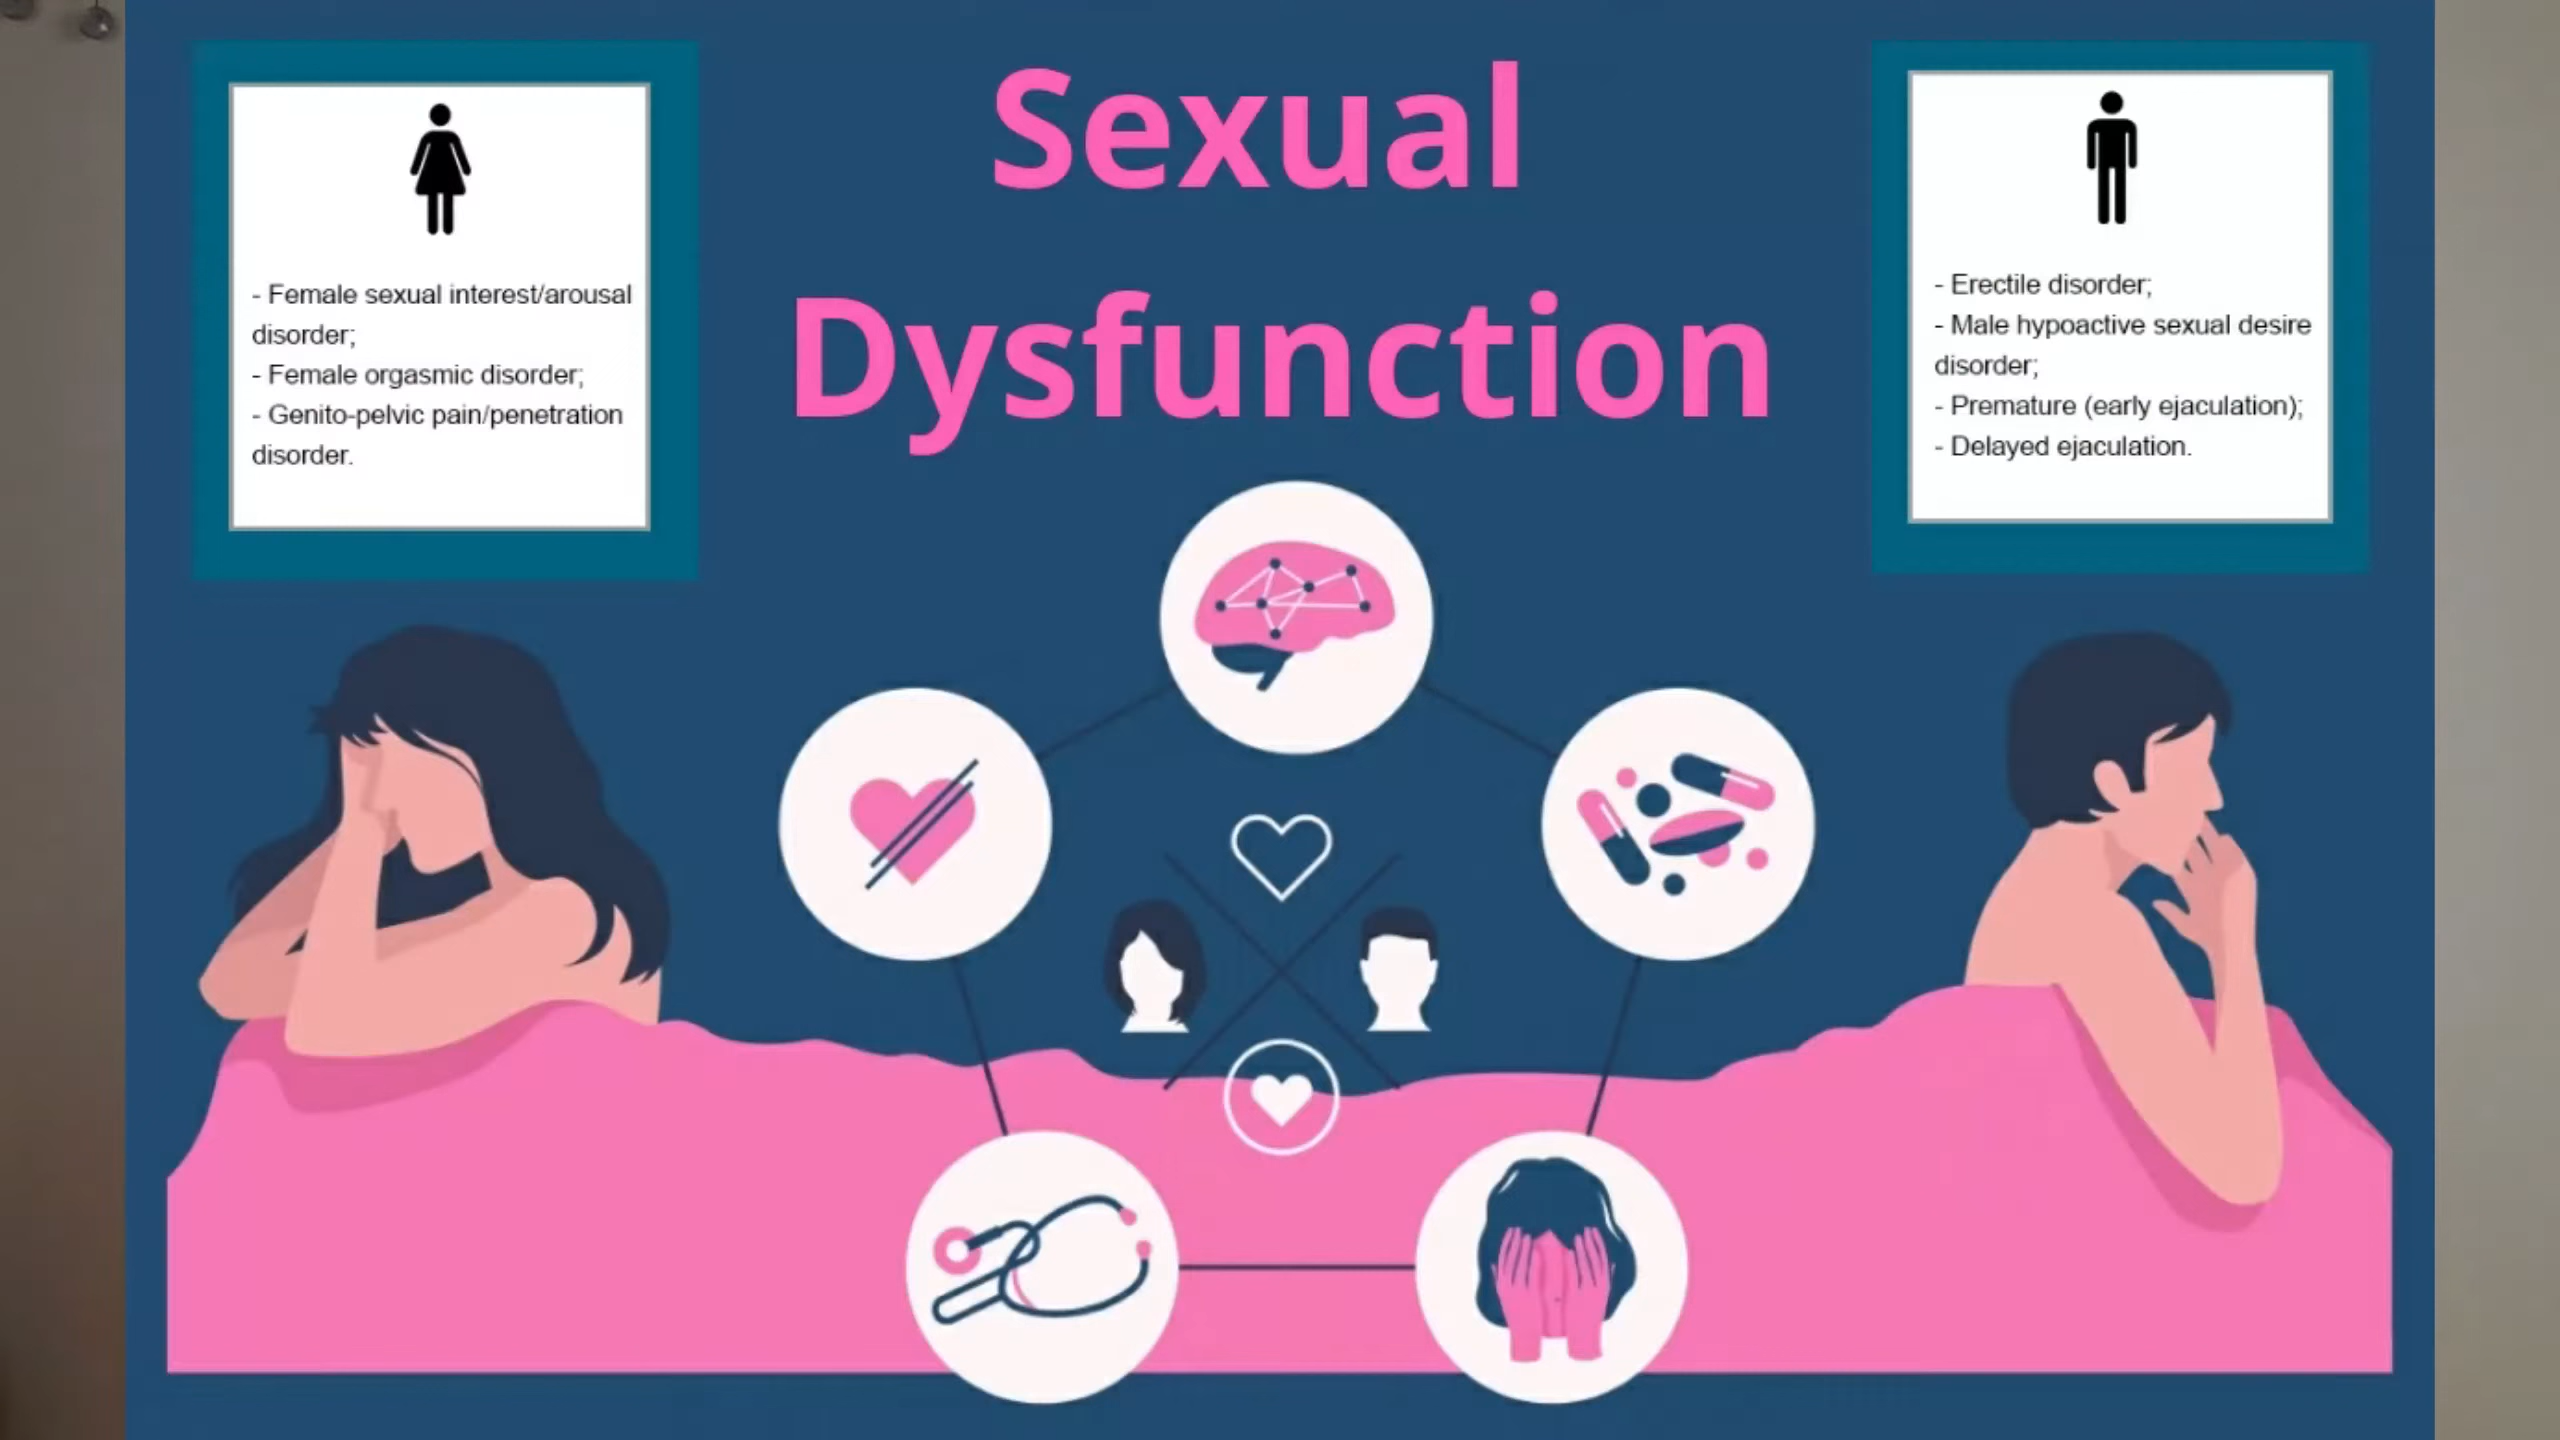 Sexual
Dysfunction
- Female sexual interest/arousal
disorder;
- Female orgasmic disorder;
- Genito-pelvic pain/penetration
disorder.
- Erectile disorder;
- Male hypoactive sexual desire
disorder;
- Premature (early ejaculation);
- Delayed ejaculation.